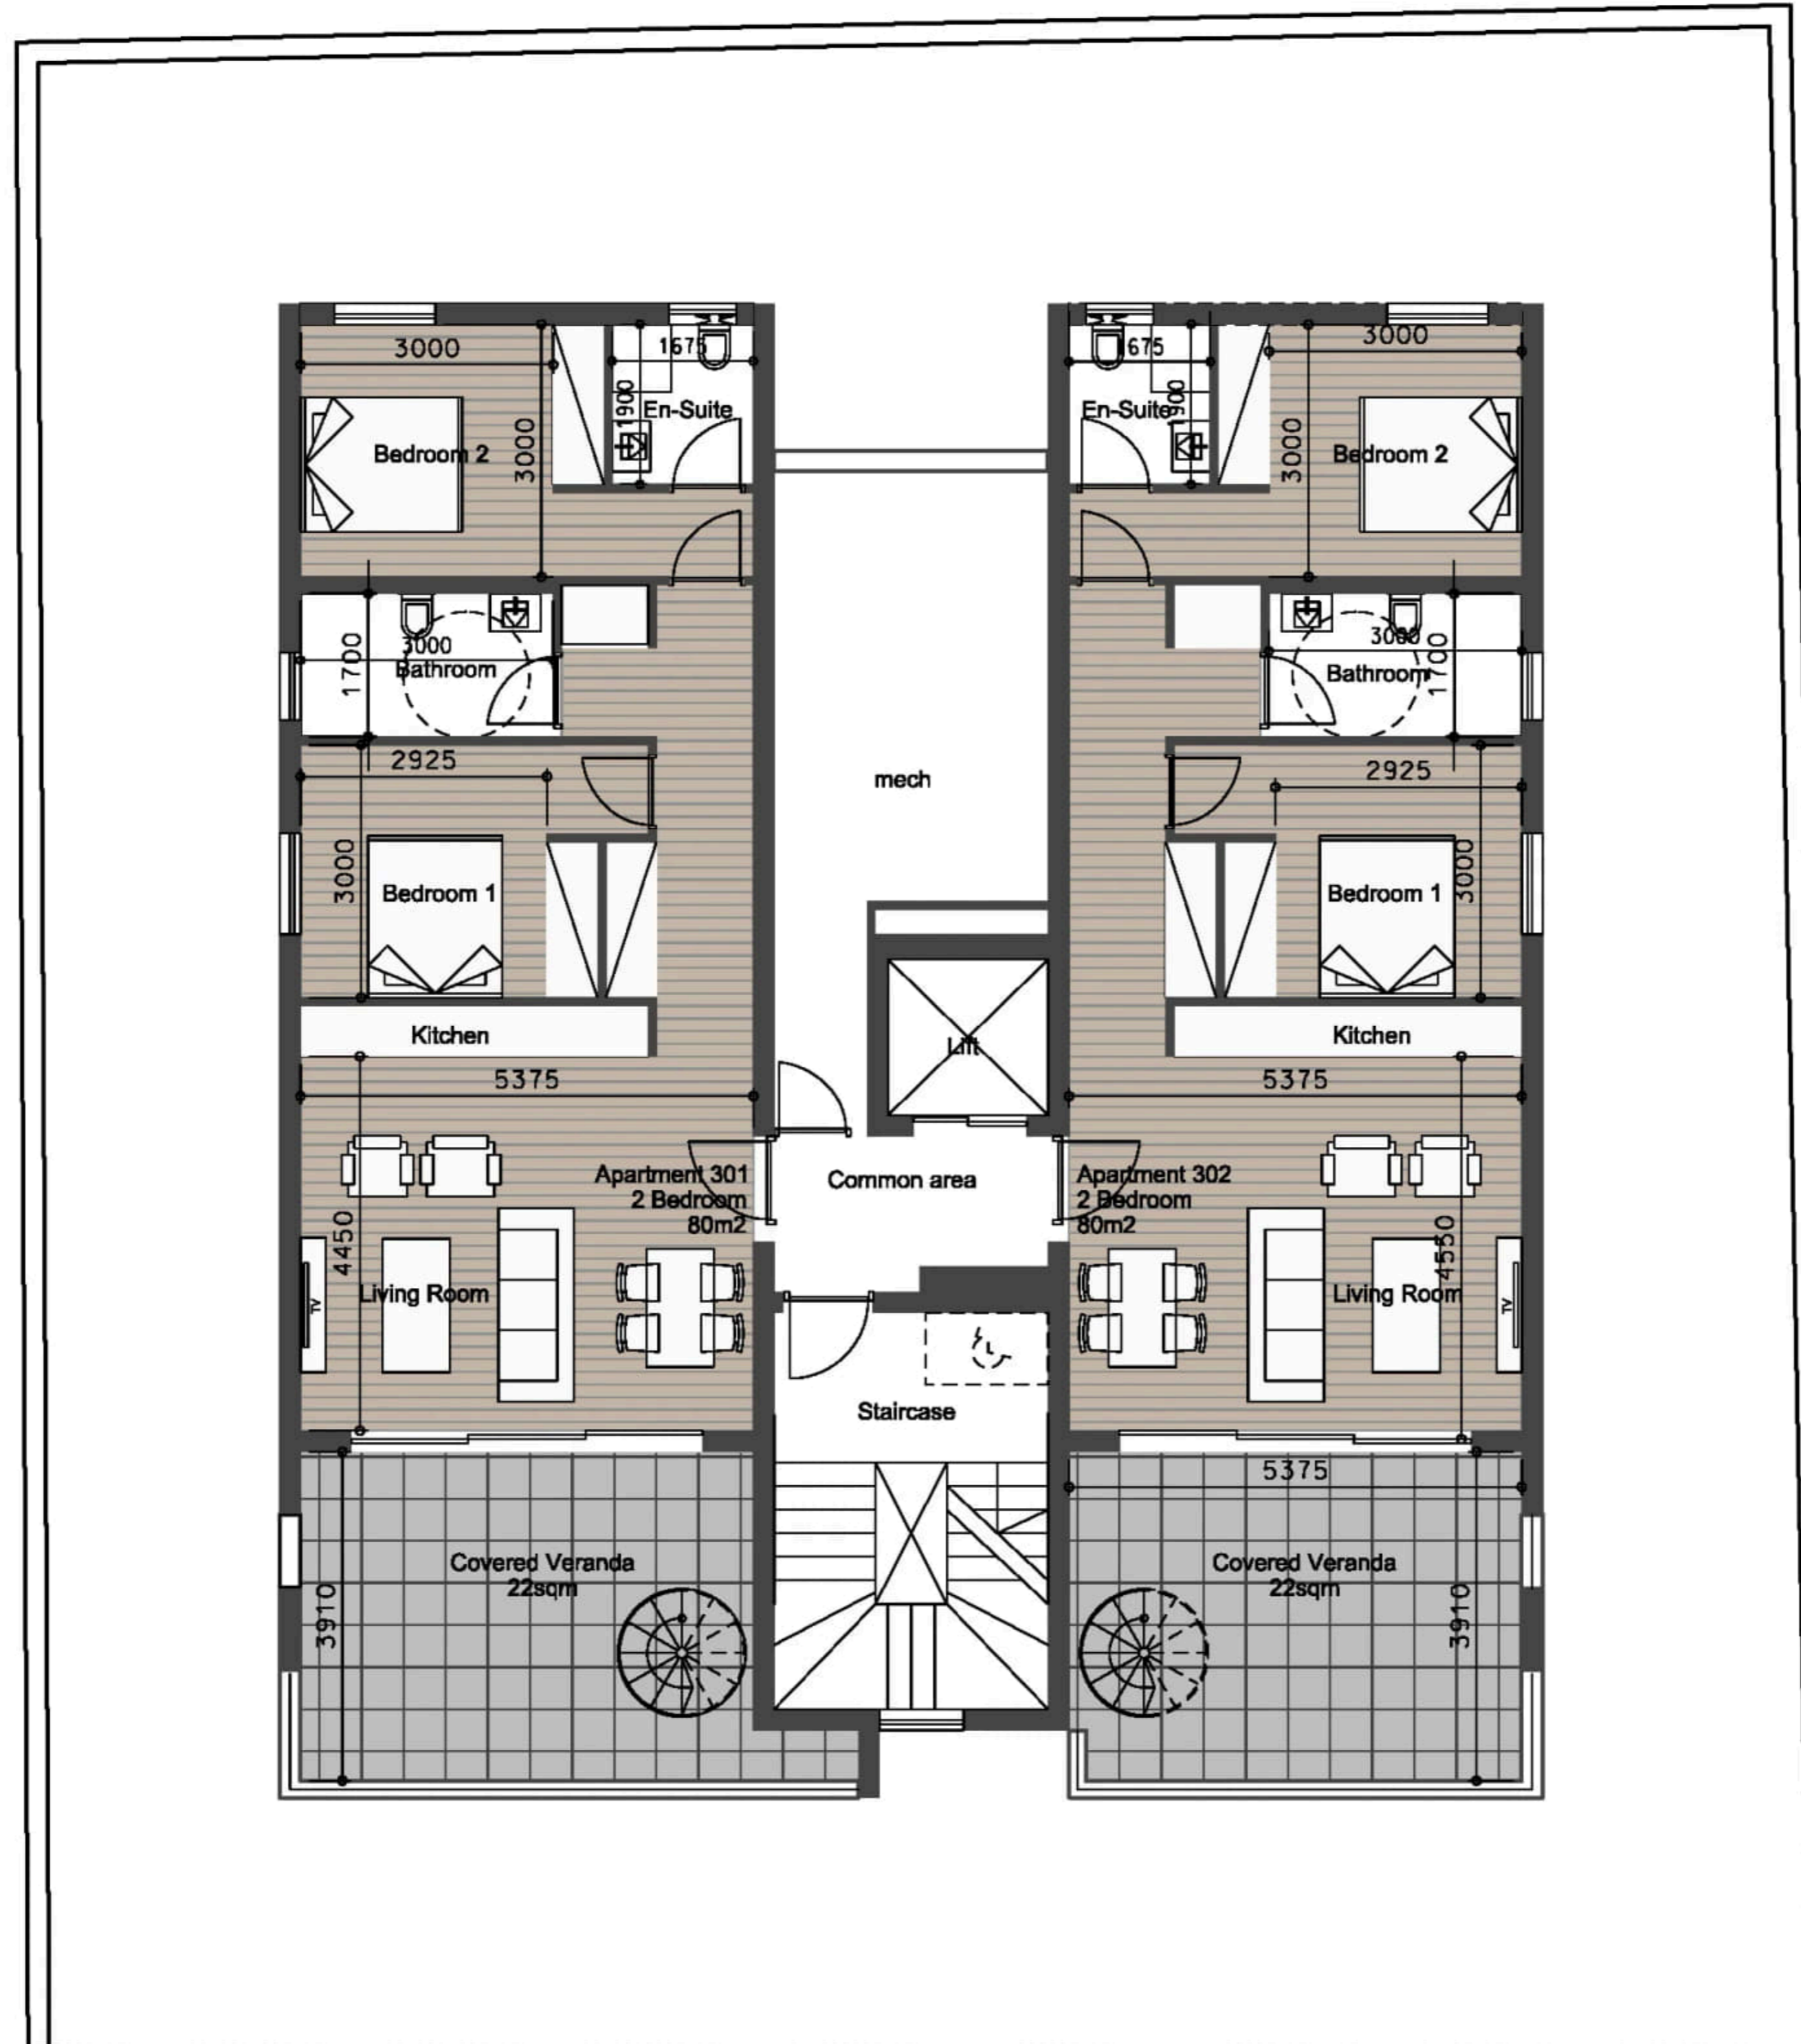 3000
1675
3000
1900
En-Suite
Bedroom 2
3000
675
1900
En-Suite
3000
Bedroom 2
1700
3000
Bathroom
3000
1700
Bathroom
2925
3000
Bedroom 1
mech
2925
3000
Bedroom 1
Kitchen
Lift
Kitchen
5375
5375
Apartment 301
2 Bedroom
80m2
Common area
Apartment 302
2 Bedroom
80m2
4450
Living Room
TV
4550
Living Room
TV
Staircase
5375
Covered Veranda
22sqm
3910
Covered Veranda
22sqm
3910